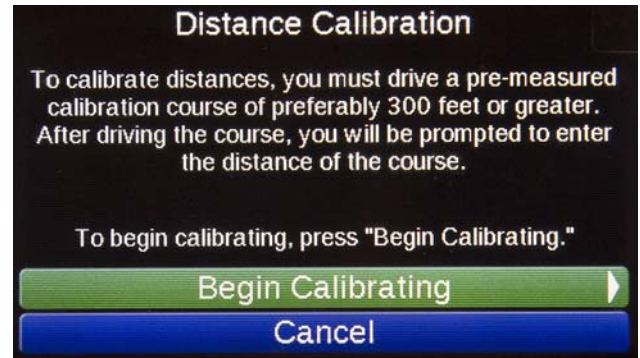 Distance Calibration
To calibrate distances, you must drive a pre-measured
calibration course of preferably 300 feet or greater.
After driving the course, you will be prompted to enter
the distance of the course.
To begin calibrating, press "Begin Calibrating."
Begin Calibrating
Cancel